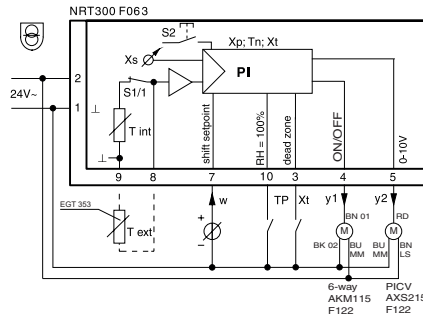 NRT300 F063
S2
Xs
Xp; Tn; Xt
PI
2
24V~
1
S1/1
T int
shift setpoint
RH = 100%
dead zone
ON/OFF
0-10V
9 8 7 10 3 4 5
EGT 353
T ext
w
+
–
TP
Xt
y1
y2
BN 01
RD
M
M
BK 02
BU
MM
BU
MM
BN
LS
6-way
AKM115
F122
PICV
AXS215
F122